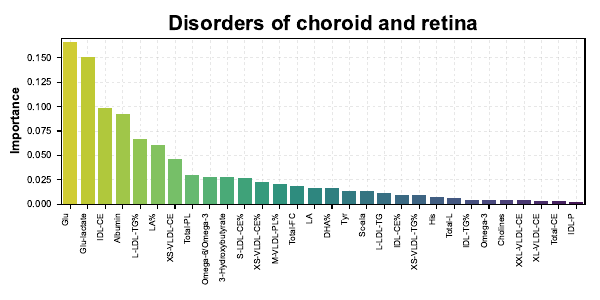 Disorders of choroid and retina
Importance
0.150
0.125
0.100
0.075
0.050
0.025
0.000
Glu
Glu-lactate
IDL-CE
Albumin
L-LDL-TG%
LA%
XS-VLDL-CE
Total-PL
Omega-6/Omega-3
3-Hydroxybutyrate
S-LDL-CE%
XS-VLDL-CE%
M-VLDL-PL%
Total-FC
LA
DHA%
Tyr
L-LDL-TG
IDL-CE%
XS-VLDL-TG%
His
Total-L
IDL-TG%
Omega-3
Cholines
XXL-VLDL-CE
XL-VLDL-CE
Total-CE
IDL-P